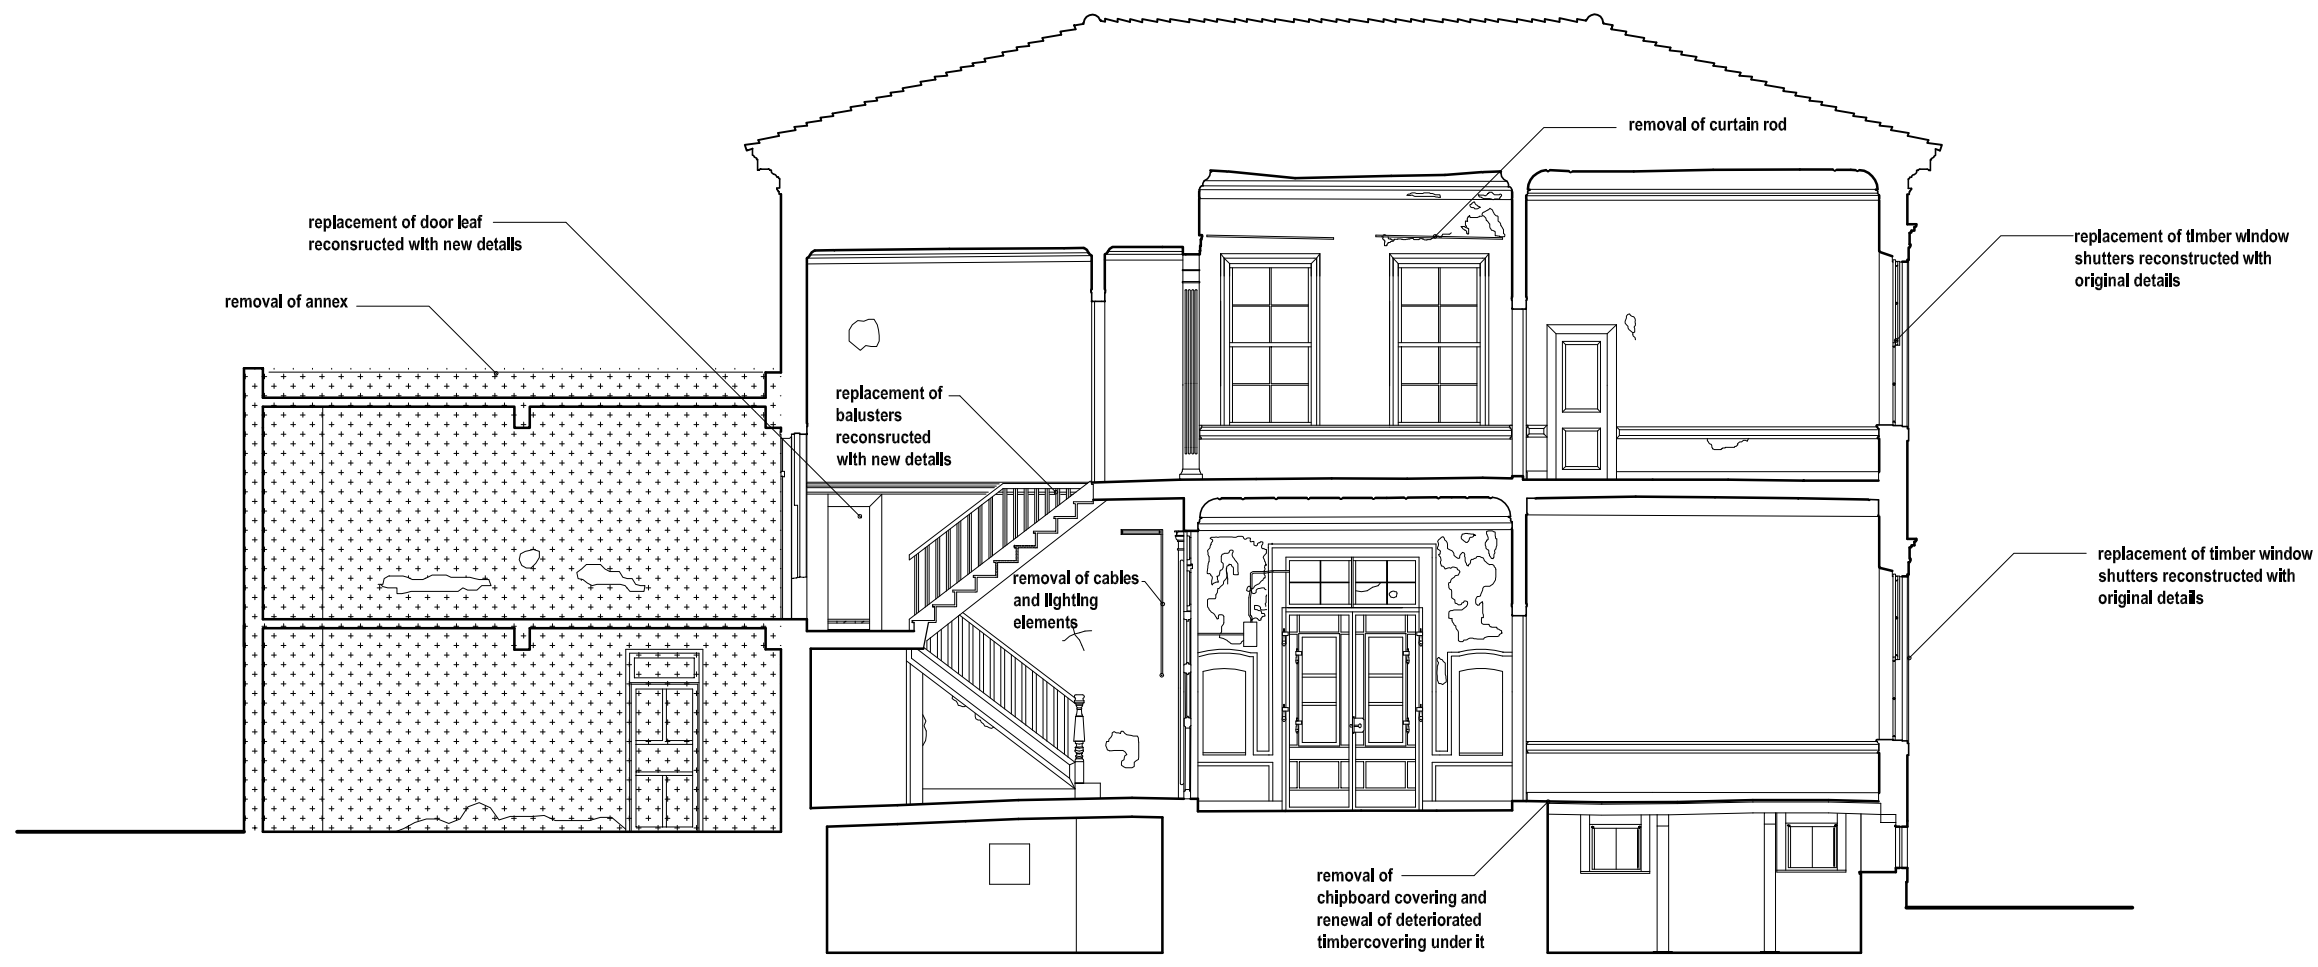 removal of curtain rod
replacement of door leaf
reconsructed with new details
replacement of timber window
shutters reconstructed with
original details
removal of annex
replacement of
balusters
reconsructed
with new details
replacement of timber window
shutters reconstructed with
original details
removal of cables
and lighting
elements
removal of
chipboard covering and
renewal of deteriorated
timbercovering under it